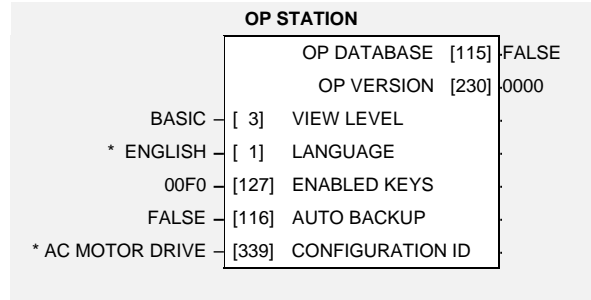 OP STATION
OP DATABASE [115] FALSE
OP VERSION [230] 0000
BASIC – [ 3] VIEW LEVEL
* ENGLISH – [ 1] LANGUAGE
00F0 – [127] ENABLED KEYS
FALSE – [116] AUTO BACKUP
* AC MOTOR DRIVE – [339] CONFIGURATION ID